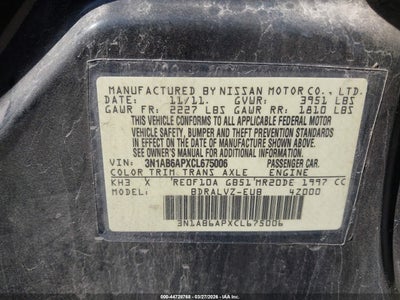 MANUFACTURED BY NISSAN MOTOR CO., LTD.
DATE: 11/11. GVWR: 3951 LBS
GAWR FR: 2227 LBS GAWR RR: 1810 LBS
THIS VEHICLE CONFORMS TO ALL APPLICABLE FEDERAL MOTOR
VEHICLE SAFETY, BUMPER AND THEFT PREVENTION STANDARDS
IN EFFECT ON THE DATE OF MANUFACTURE SHOWN ABOVE.
SEE OWNER'S MANUAL FOR ADDITIONAL INFORMATION.
VIN: 3N1AB6APXCL675006 PASSENGER CAR.
COLOR TRIM TRANS AXLE ENGINE
KH3 X RE0F10A GB51 MR20DE 1997 CC
MODEL: BDRALVZ-EUB 4Z000
3N1AB6APXCL675006
000-44728768 - 03/27/2026 - IAA